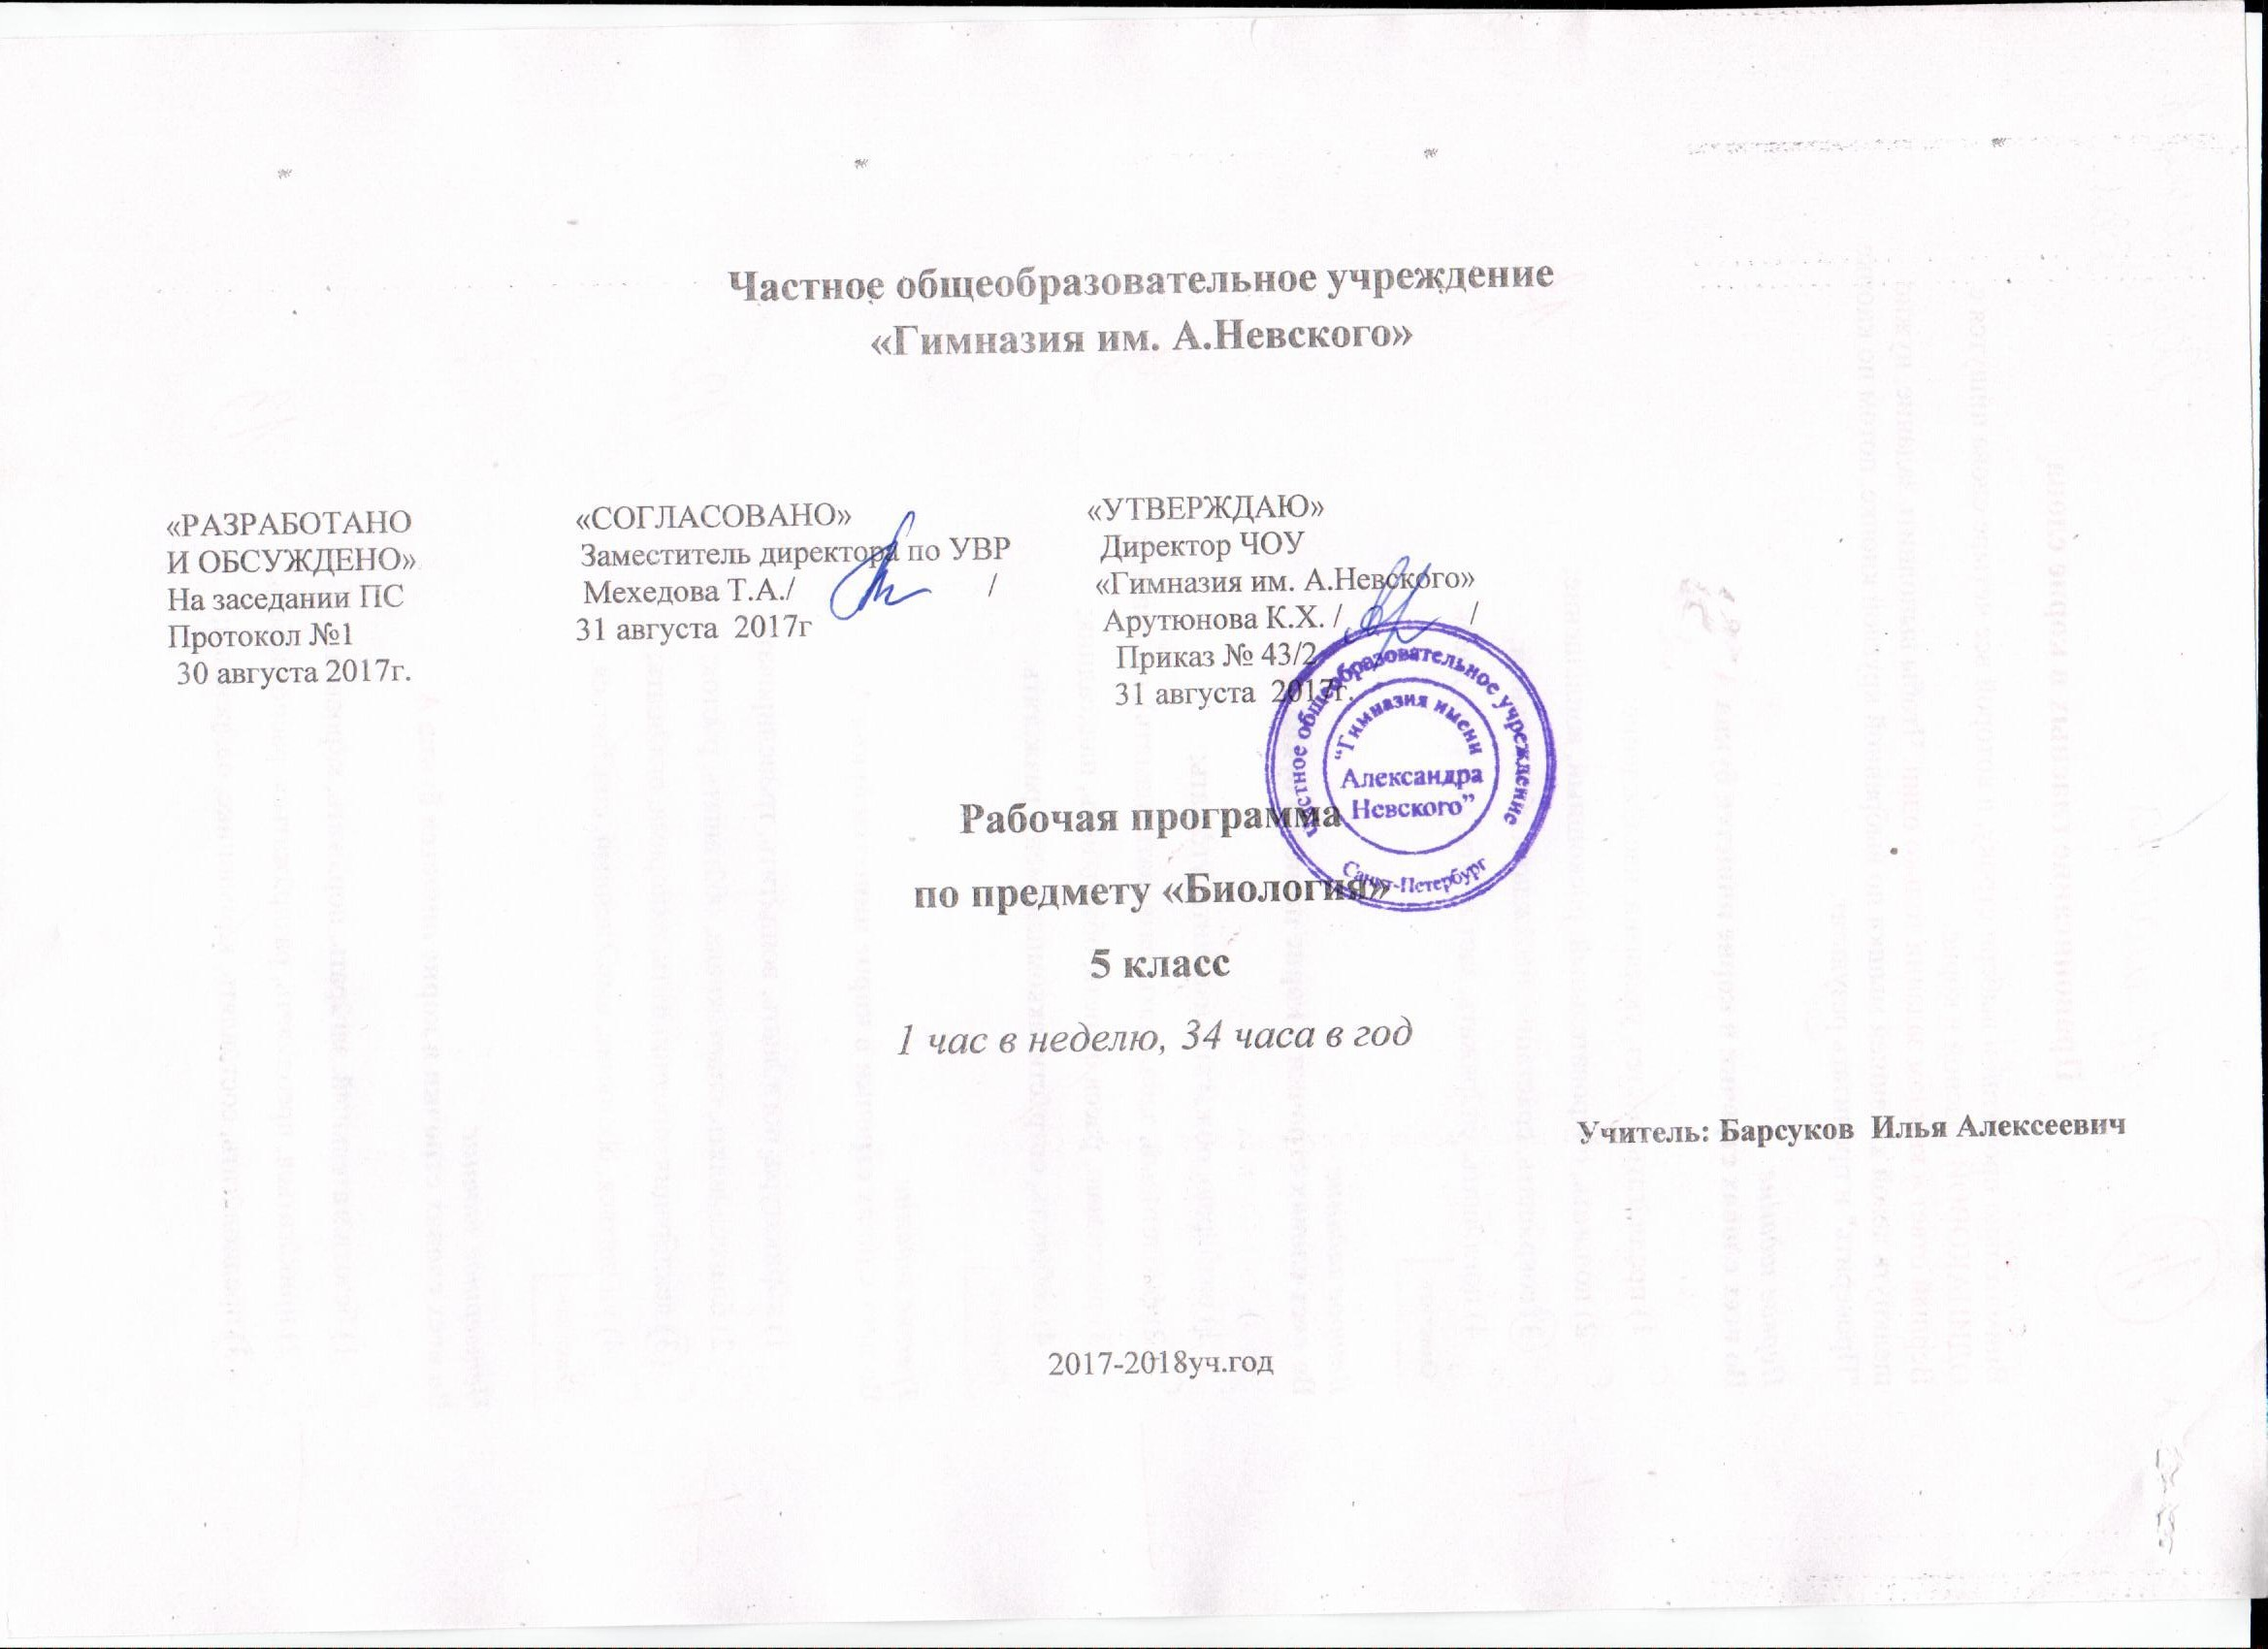 Частное общеобразовательное учреждение
«Гимназия им. А.Невского»
«РАЗРАБОТАНО
И ОБСУЖДЕНО»
На заседании ПС
Протокол №1
30 августа 2017г.
«СОГЛАСОВАНО»
Заместитель директора по УВР
Мехедова Т.А./ /
31 августа 2017г
«УТВЕРЖДАЮ»
Директор ЧОУ
«Гимназия им. А.Невского»
Арутюнова К.Х. / /
Приказ № 43/2
31 августа 2017г.
Частное общеобразовательное учреждение
"Гимназия имени
Александра
Невского"
Санкт-Петербург
Рабочая программа
по предмету «Биология»
5 класс
1 час в неделю, 34 часа в год
Учитель: Барсуков Илья Алексеевич
2017-2018уч.год